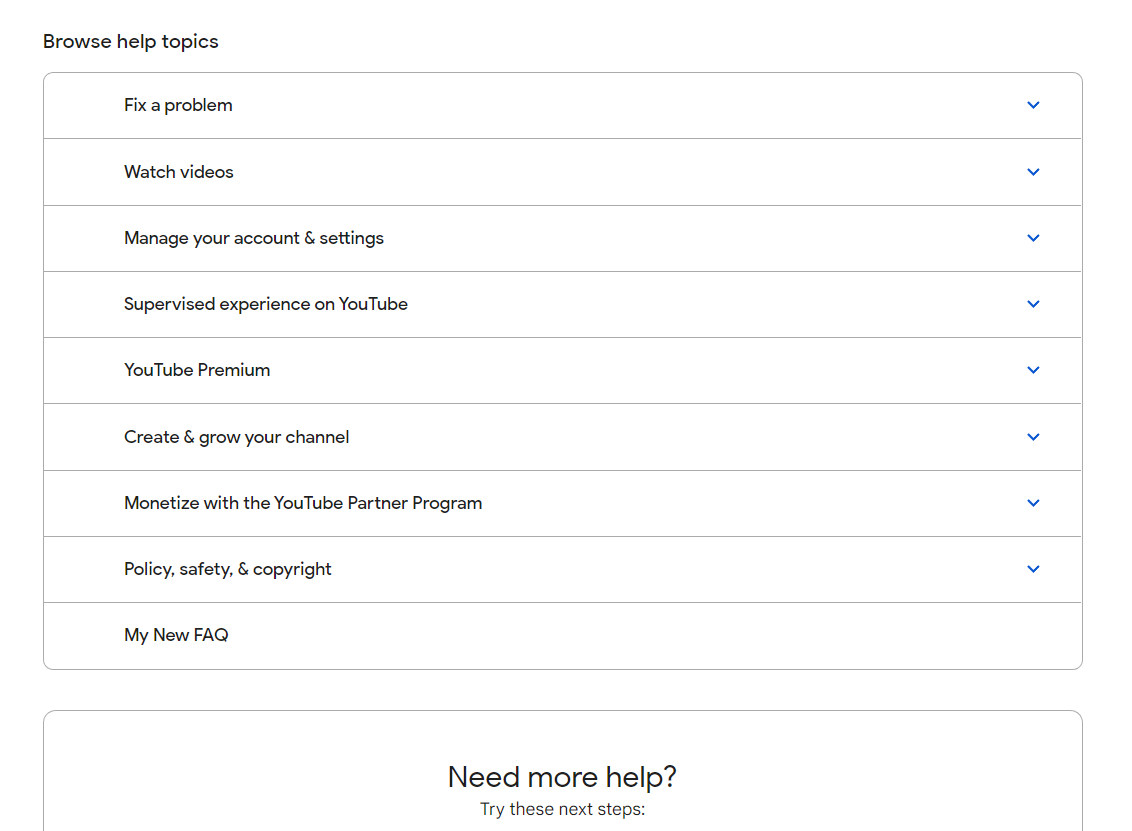 Browse help topics
Fix a problem
Watch videos
Manage your account & settings
Supervised experience on YouTube
YouTube Premium
Create & grow your channel
Monetize with the YouTube Partner Program
Policy, safety, & copyright
My New FAQ
Need more help?
Try these next steps: